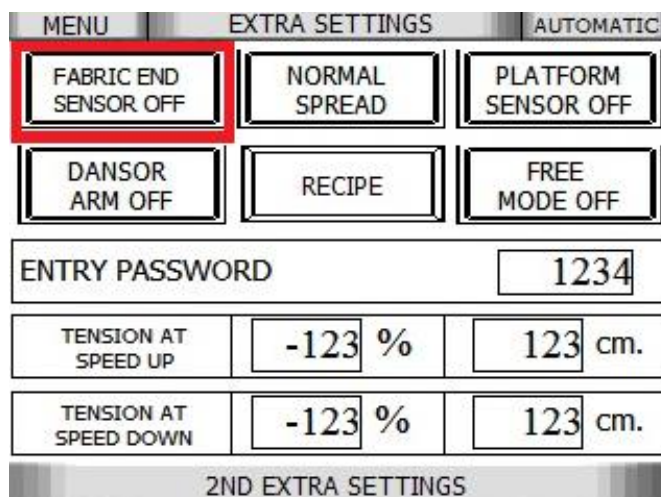 MENU EXTRA SETTINGS AUTOMATIC
FABRIC END NORMAL PLATFORM
SENSOR OFF SPREAD SENSOR OFF
DANSOR RECIPE FREE
ARM OFF MODE OFF
ENTRY PASSWORD 1234
TENSION AT
SPEED UP -123 % 123 cm.
TENSION AT
SPEED DOWN -123 % 123 cm.
2ND EXTRA SETTINGS